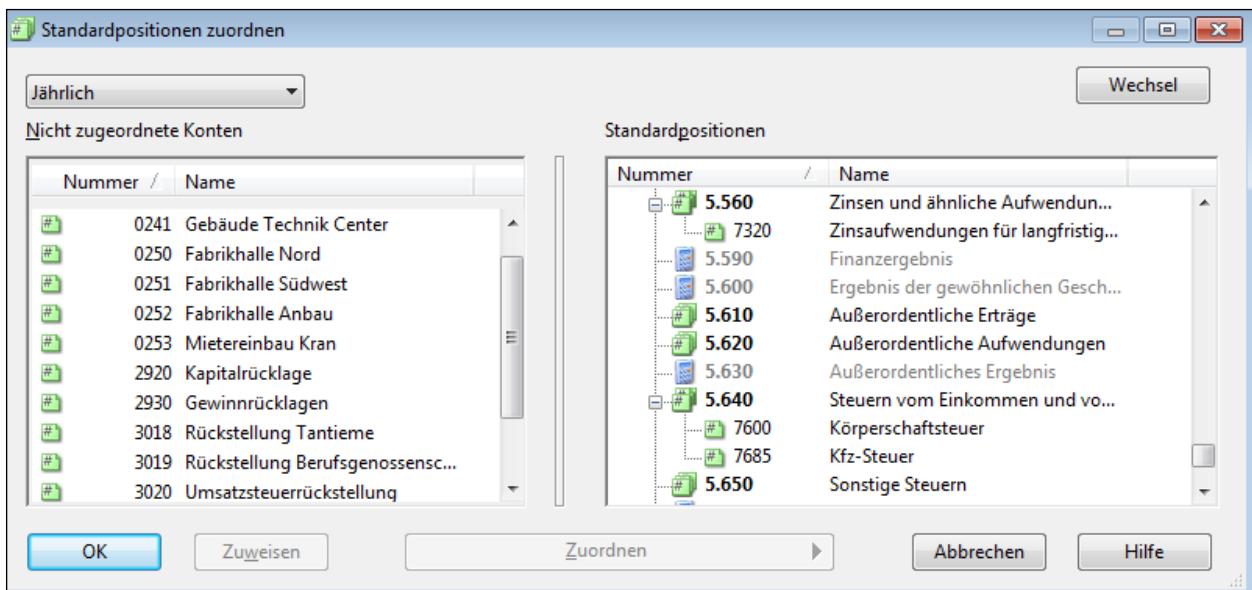 Standardpositionen zuordnen
Jährlich
Wechsel
Nicht zugeordnete Konten
Standardpositionen
Nummer Name
0241 Gebäude Technik Center
0250 Fabrikhalle Nord
0251 Fabrikhalle Südwest
0252 Fabrikhalle Anbau
0253 Mietereinbau Kran
2920 Kapitalrücklage
2930 Gewinnrücklagen
3018 Rückstellung Tantieme
3019 Rückstellung Berufsgenossensc...
3020 Umsatzsteuerrückstellung
Nummer Name
5.560 Zinsen und ähnliche Aufwendun...
7320 Zinsaufwendungen für langfristig...
5.590 Finanzergebnis
5.600 Ergebnis der gewöhnlichen Gesch...
5.610 Außerordentliche Erträge
5.620 Außerordentliche Aufwendungen
5.630 Außerordentliches Ergebnis
5.640 Steuern vom Einkommen und vo...
7600 Körperschaftsteuer
7685 Kfz-Steuer
5.650 Sonstige Steuern
OK Zuweisen Zuordnen Abbrechen Hilfe